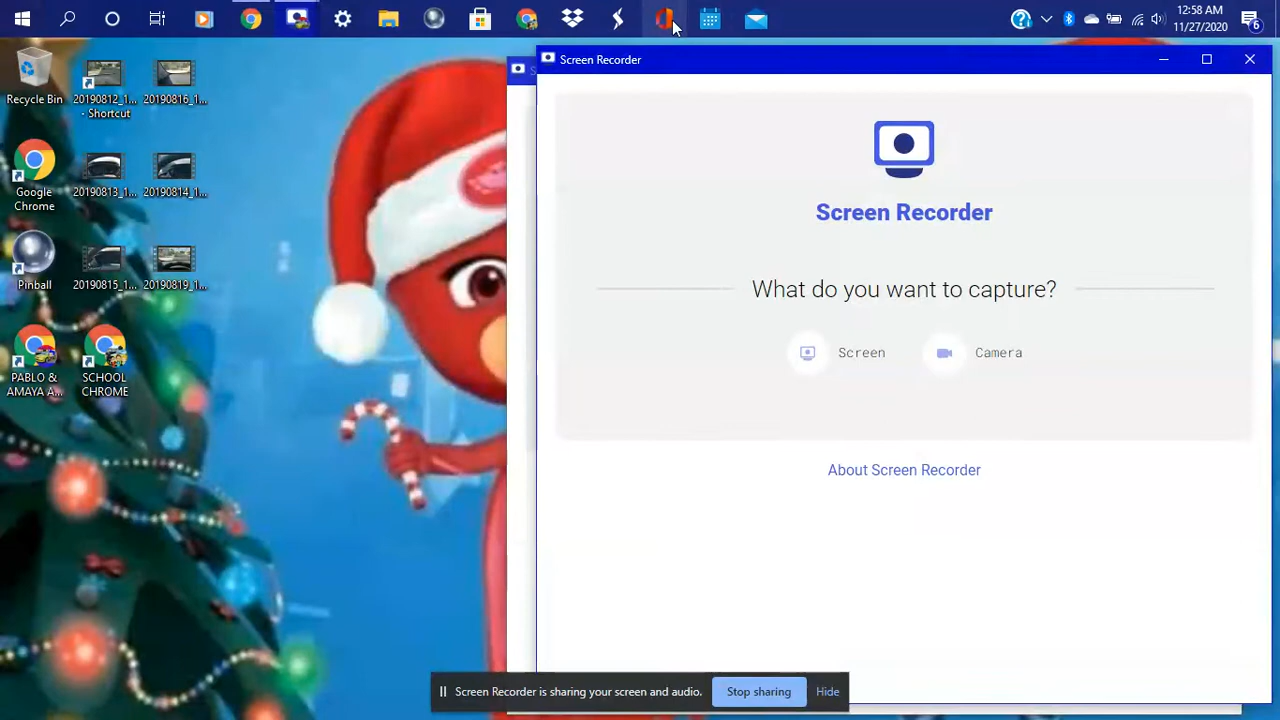 12:58 AM
11/27/2020
6
Screen Recorder
Recycle Bin
20190812_1...
- Shortcut
20190816_1...
Google
Chrome
20190813_1...
20190814_1...
Pinball
20190815_1...
20190819_1...
PABLO &
AMAYA A...
SCHOOL
CHROME
Screen Recorder
What do you want to capture?
Screen
Camera
About Screen Recorder
Screen Recorder is sharing your screen and audio.
Stop sharing
Hide